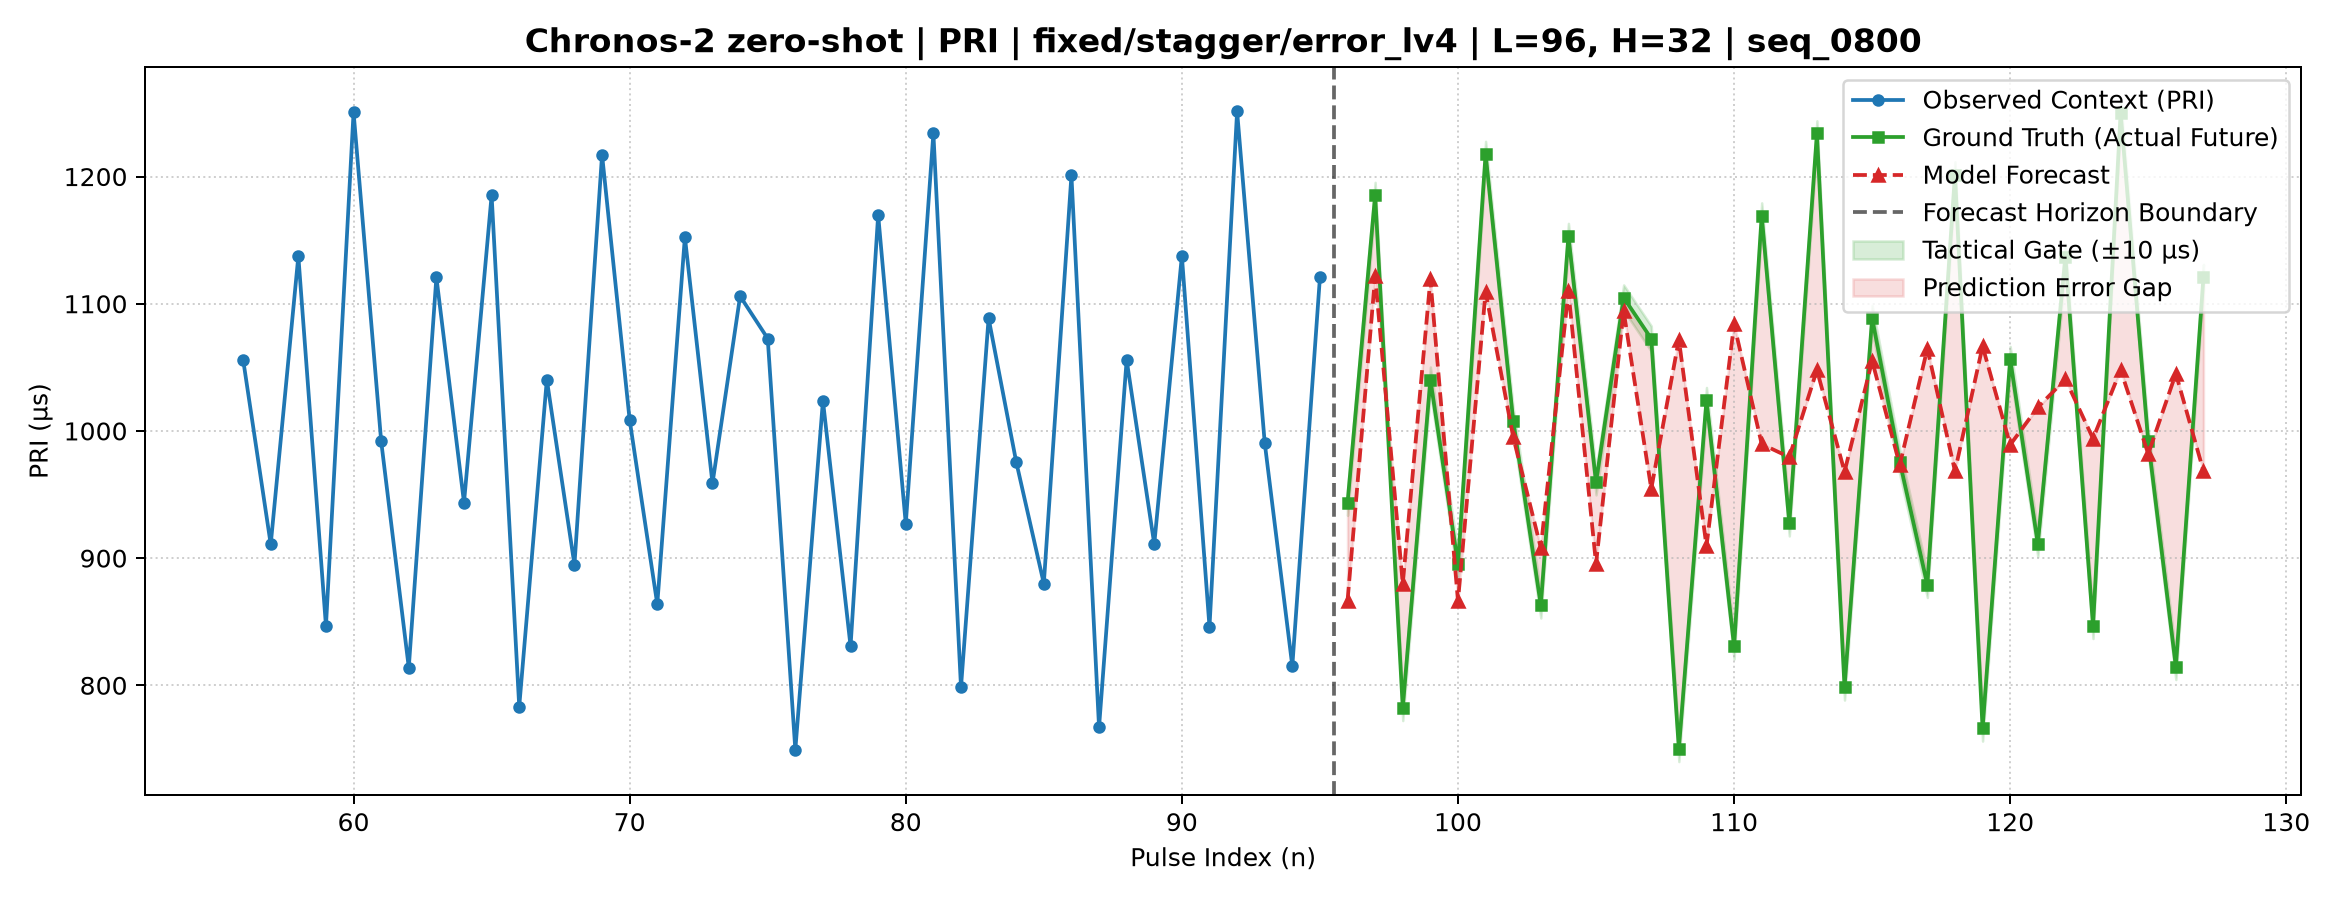 Chronos-2 zero-shot | PRI | fixed/stagger/error_lv4 | L=96, H=32 | seq_0800
Observed Context (PRI)
Ground Truth (Actual Future)
Model Forecast
Forecast Horizon Boundary
Tactical Gate (±10 µs)
Prediction Error Gap
PRI (µs)
1200
1100
1000
900
800
60 70 80 90 100 110 120 130
Pulse Index (n)